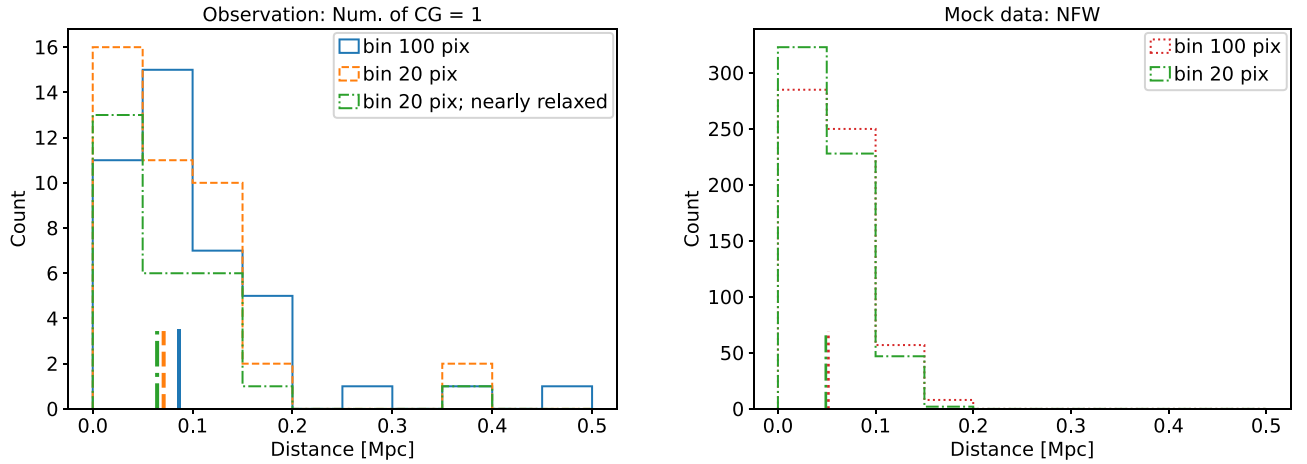 Observation: Num. of CG = 1
Count
16
14
12
10
8
6
4
2
0
bin 100 pix
bin 20 pix
bin 20 pix; nearly relaxed
0.0 0.1 0.2 0.3 0.4 0.5
Distance [Mpc]
Mock data: NFW
Count
300
250
200
150
100
50
0
bin 100 pix
bin 20 pix
0.0 0.1 0.2 0.3 0.4 0.5
Distance [Mpc]